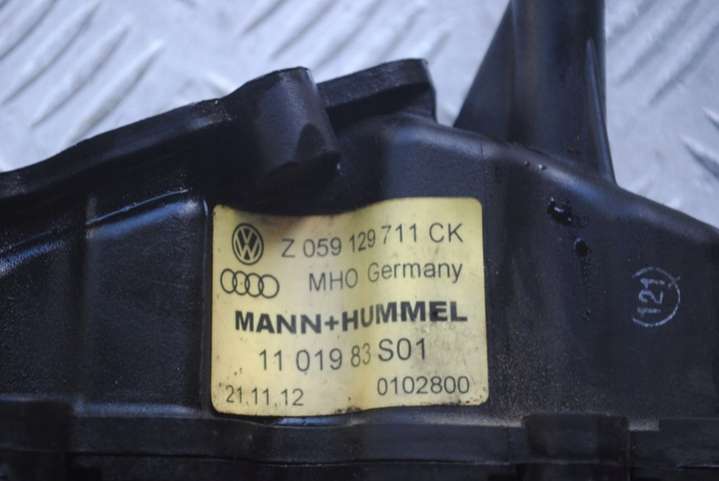 Z 059 129 711 CK
MHO Germany
MANN+HUMMEL
11 019 83 S01
21.11.12 0102800
121